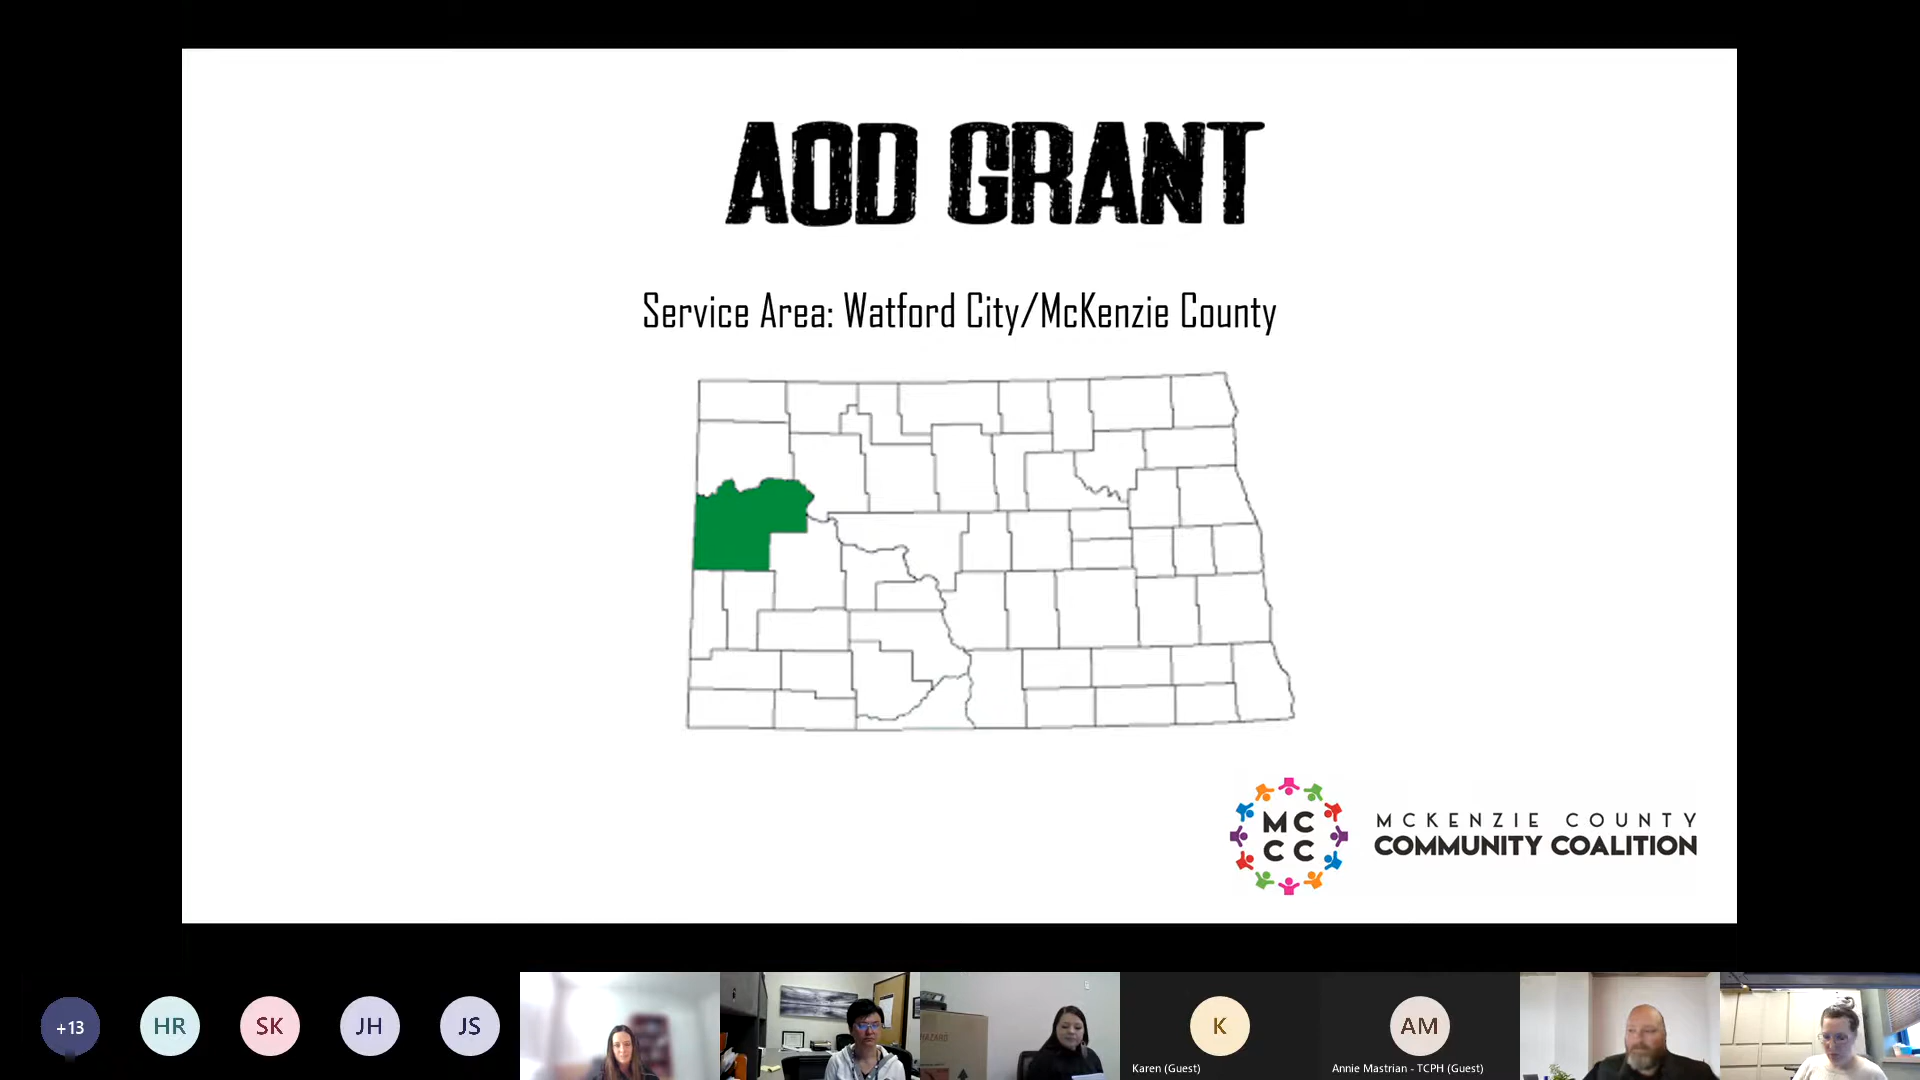 AOD GRANT
Service Area: Watford City/McKenzie County
MC
CC
MCKENZIE COUNTY
COMMUNITY COALITION
+13
HR
SK
JH
JS
K
AM
Karen (Guest)
Annie Mastrian - TCPH (Guest)